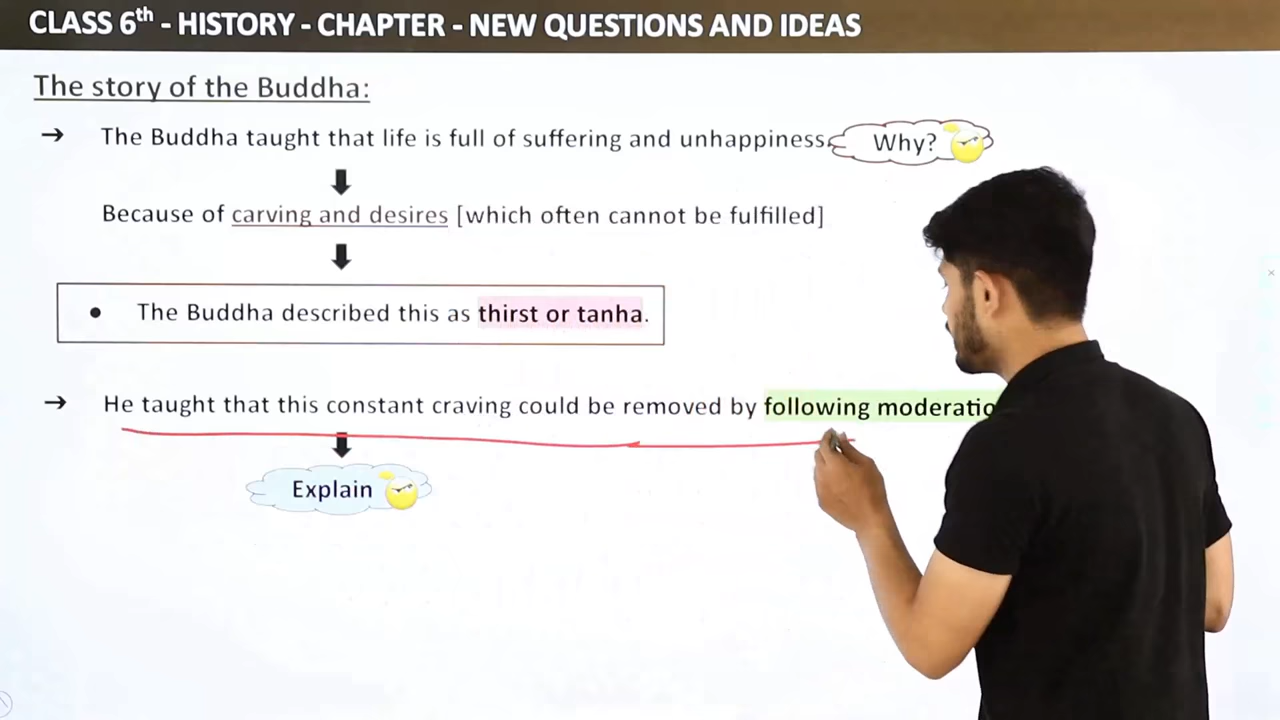 CLASS 6th - HISTORY - CHAPTER - NEW QUESTIONS AND IDEAS
The story of the Buddha:
→ The Buddha taught that life is full of suffering and unhappiness. Why?
Because of carving and desires [which often cannot be fulfilled]
• The Buddha described this as thirst or tanha.
→ He taught that this constant craving could be removed by following
Explain